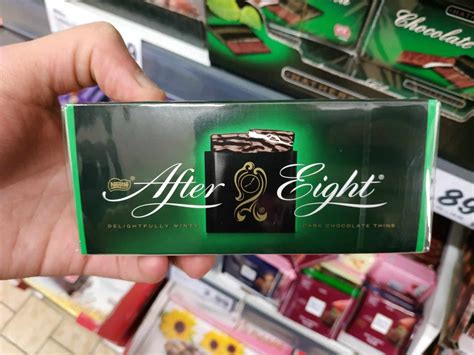 Chocolate
Nestlé
After Eight®
DELIGHTFULLY MINTY DARK CHOCOLATE THINS
89